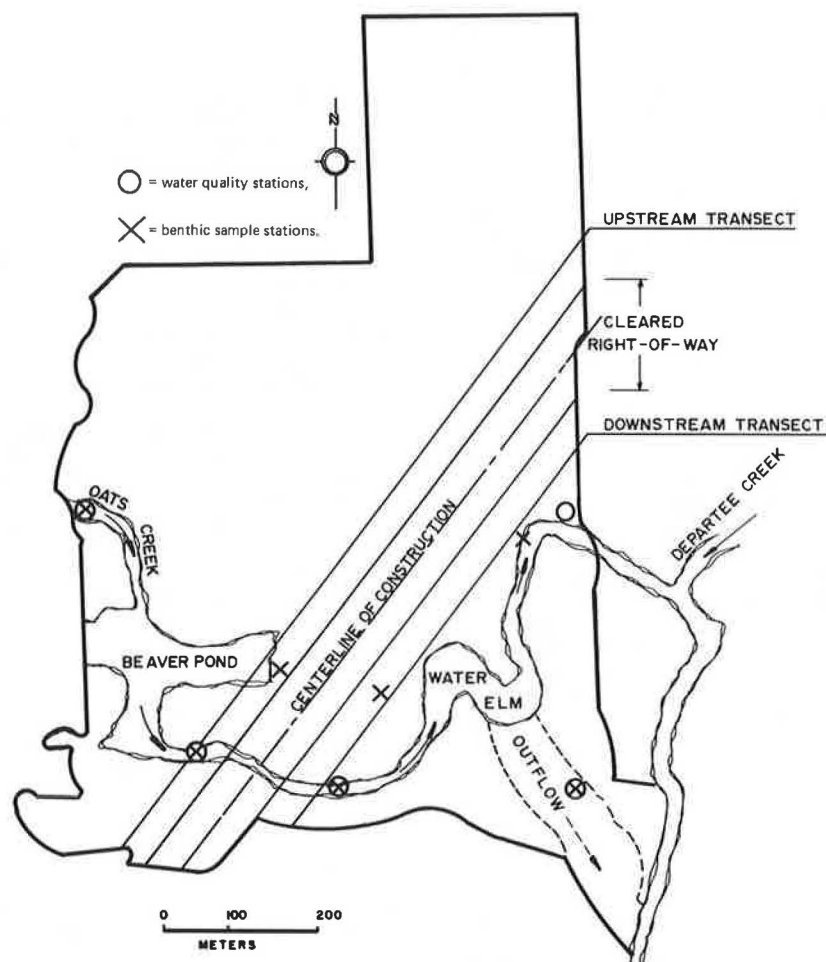 N
= water quality stations,
= benthic sample stations.
UPSTREAM TRANSECT
CLEARED
RIGHT-OF-WAY
DOWNSTREAM TRANSECT
DEPARTEE CREEK
OATS
CREEK
CENTERLINE OF CONSTRUCTION
BEAVER POND
WATER
ELM
OUTFLOW
0 100 200
METERS